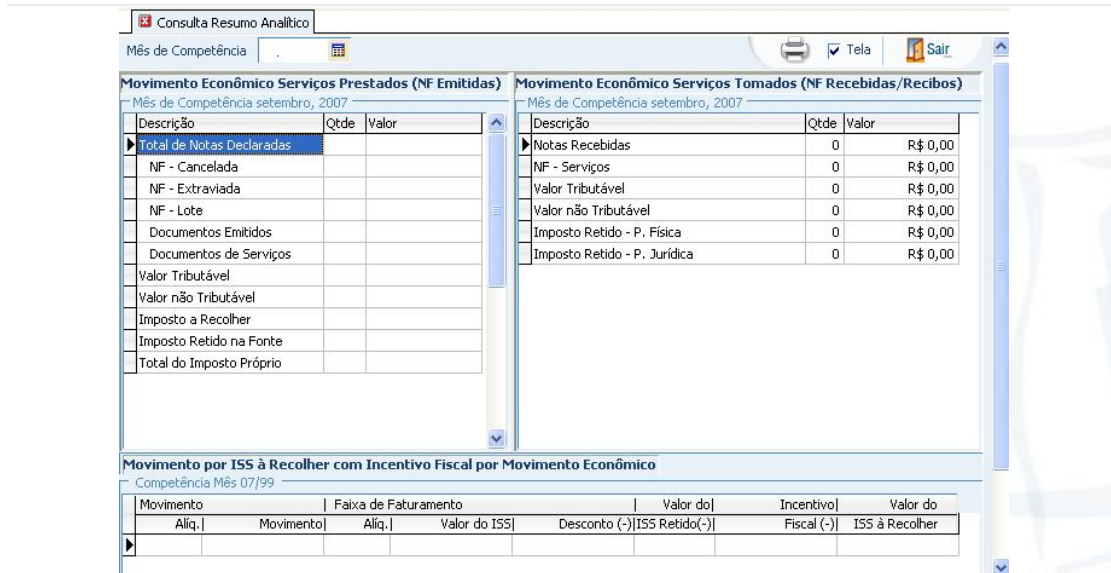 Consulta Resumo Analítico
Mês de Competência . Tela Sair
Movimento Econômico Serviços Prestados (NF Emitidas)
Mês de Competência setembro, 2007
Descrição Qtde Valor
Total de Notas Declaradas
NF - Cancelada
NF - Extraviada
NF - Lote
Documentos Emitidos
Documentos de Serviços
Valor Tributável
Valor não Tributável
Imposto a Recolher
Imposto Retido na Fonte
Total do Imposto Próprio
Movimento Econômico Serviços Tomados (NF Recebidas/Recibos)
Mês de Competência setembro, 2007
Descrição Qtde Valor
Notas Recebidas 0 R$ 0,00
NF - Serviços 0 R$ 0,00
Valor Tributável 0 R$ 0,00
Valor não Tributável 0 R$ 0,00
Imposto Retido - P. Física 0 R$ 0,00
Imposto Retido - P. Jurídica 0 R$ 0,00
Movimento por ISS à Recolher com Incentivo Fiscal por Movimento Econômico
Competência Mês 07/99
Movimento | Faixa de Faturamento | Valor do| Incentivo| Valor do
Alíq.| Movimento| Alíq.| Valor do ISS| Desconto (-)|ISS Retido(-)| Fiscal (-)| ISS à Recolher